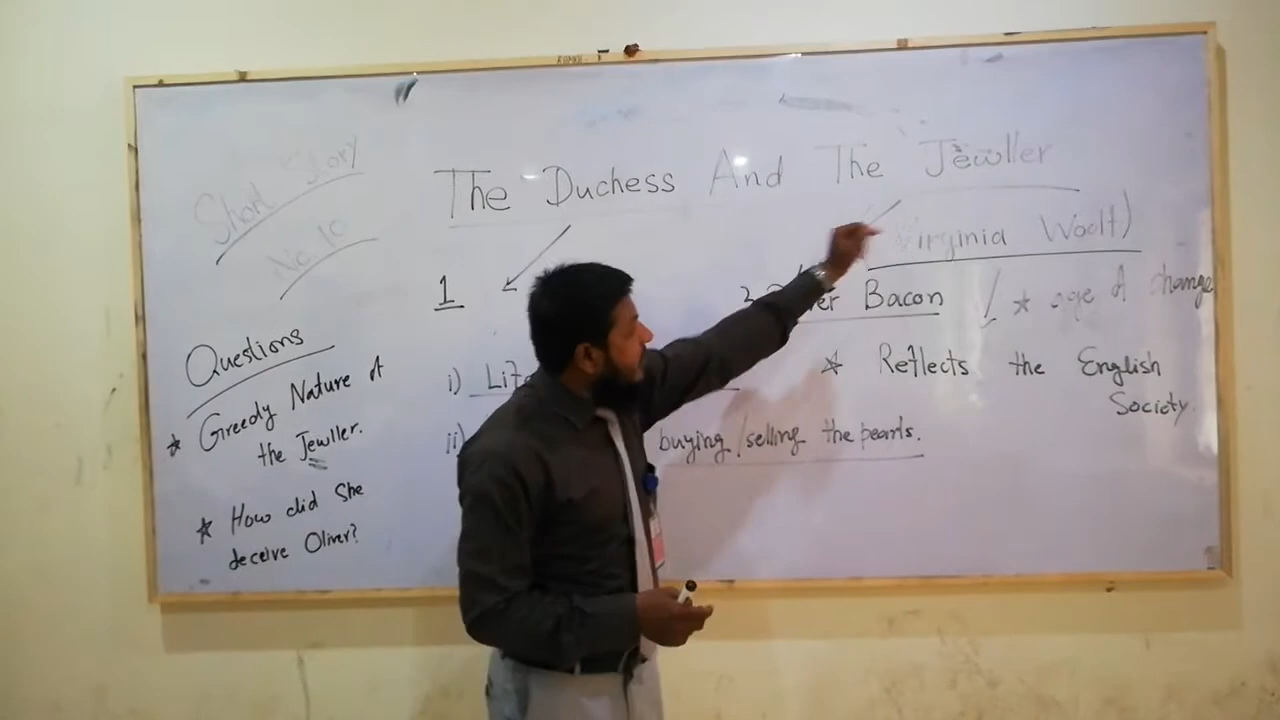 Short Story
No. 10
The Duchess And The Jewller
Virginia Woolf)
1
Bacon
* age of change
Questions
* Greedy Nature of
the Jewller.
* How did She
deceive Oliver?
i)
ii) buying/selling the pearls.
* Reflects the English
Society.